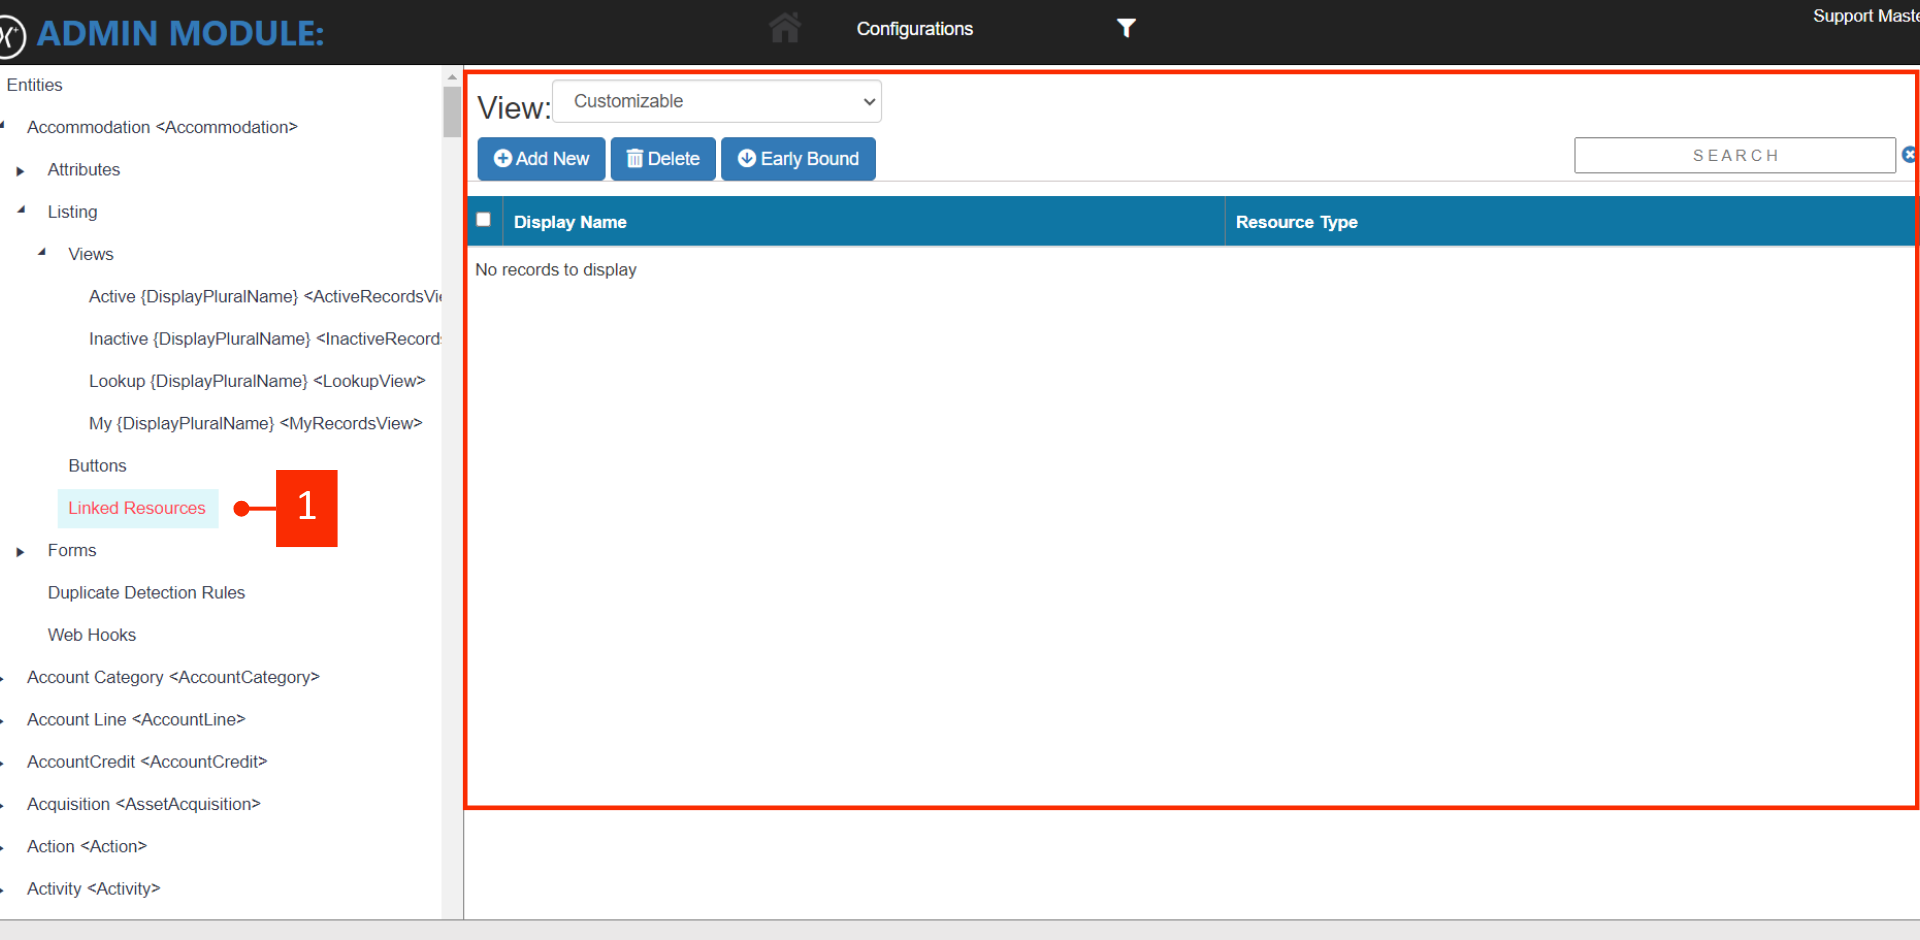 ADMIN MODULE:
Configurations
Support Maste
Entities
Accommodation <Accommodation>
Attributes
Listing
Views
Active {DisplayPluralName} <ActiveRecordsVie
Inactive {DisplayPluralName} <InactiveRecords
Lookup {DisplayPluralName} <LookupView>
My {DisplayPluralName} <MyRecordsView>
Buttons
Linked Resources
1
Forms
Duplicate Detection Rules
Web Hooks
Account Category <AccountCategory>
Account Line <AccountLine>
AccountCredit <AccountCredit>
Acquisition <AssetAcquisition>
Action <Action>
Activity <Activity>
View: Customizable
Add New Delete Early Bound
SEARCH
Display Name Resource Type
No records to display